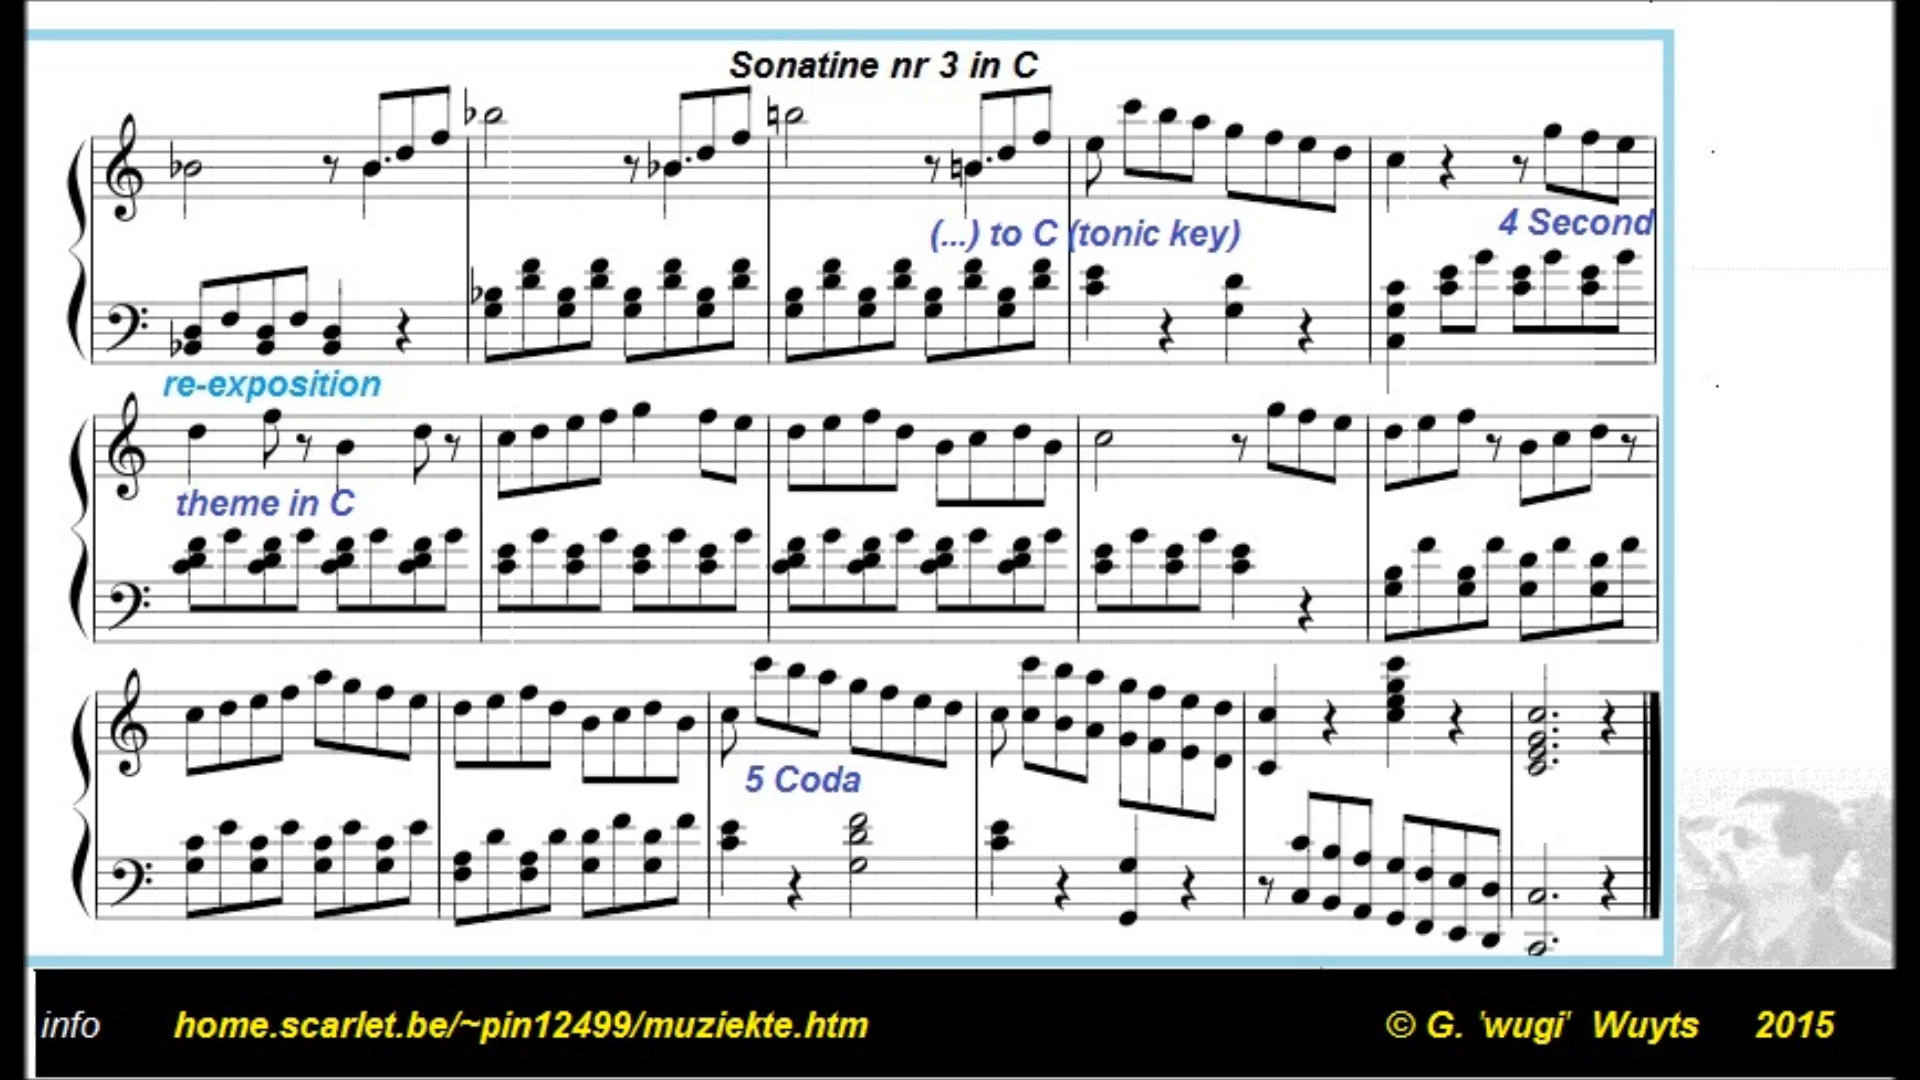 Sonatine nr 3 in C
(...) to C (tonic key)
4 Second
re-exposition
theme in C
5 Coda
info home.scarlet.be/~pin12499/muziekte.htm © G. 'wugi' Wuyts 2015